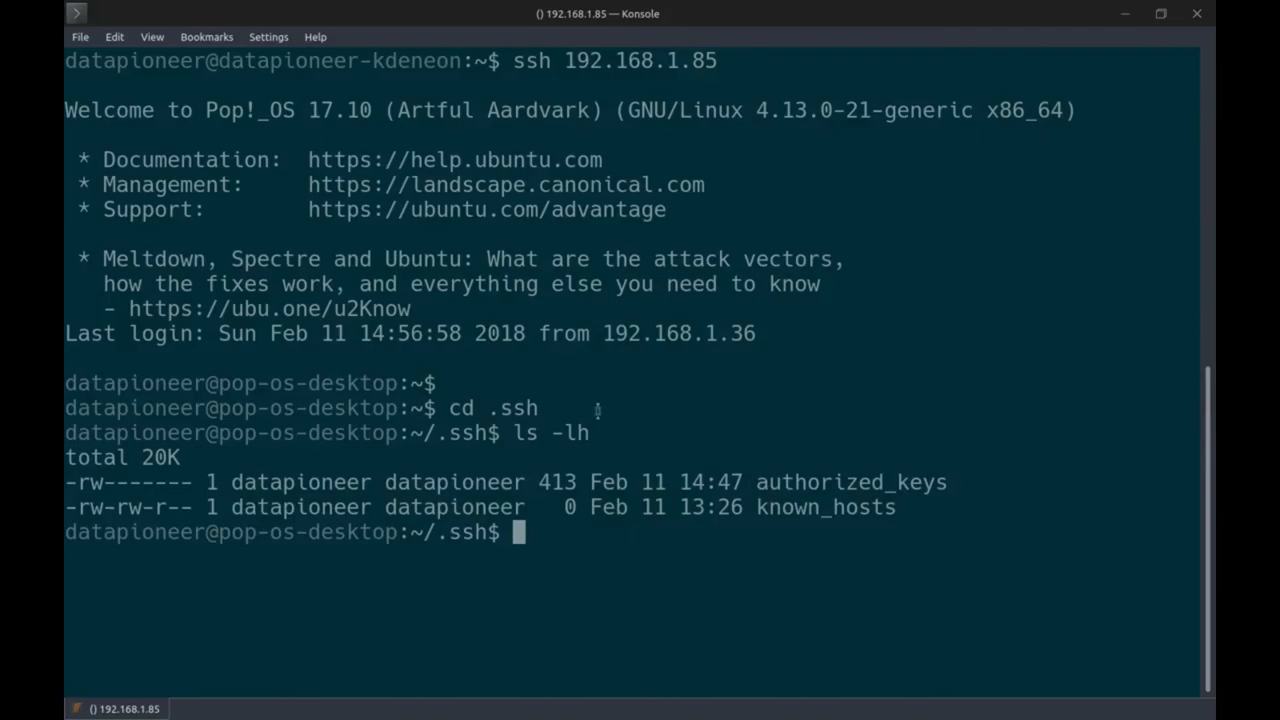 () 192.168.1.85 — Konsole
File Edit View Bookmarks Settings Help
datapioneer@datapioneer-kdeneon:~$ ssh 192.168.1.85
Welcome to Pop!_OS 17.10 (Artful Aardvark) (GNU/Linux 4.13.0-21-generic x86_64)
* Documentation: https://help.ubuntu.com
* Management: https://landscape.canonical.com
* Support: https://ubuntu.com/advantage
* Meltdown, Spectre and Ubuntu: What are the attack vectors,
how the fixes work, and everything else you need to know
- https://ubu.one/u2Know
Last login: Sun Feb 11 14:56:58 2018 from 192.168.1.36
datapioneer@pop-os-desktop:~$
datapioneer@pop-os-desktop:~$ cd .ssh
datapioneer@pop-os-desktop:~/.ssh$ ls -lh
total 20K
-rw------- 1 datapioneer datapioneer 413 Feb 11 14:47 authorized_keys
-rw-rw-r-- 1 datapioneer datapioneer 0 Feb 11 13:26 known_hosts
datapioneer@pop-os-desktop:~/.ssh$
() 192.168.1.85